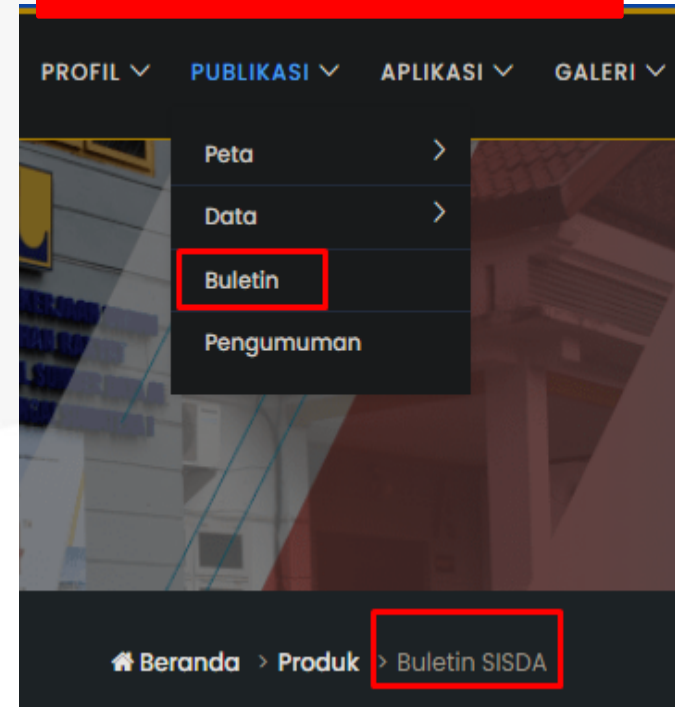 PROFIL PUBLIKASI APLIKASI GALERI
Peta
Data
Buletin
Pengumuman
Beranda > Produk > Buletin SISDA